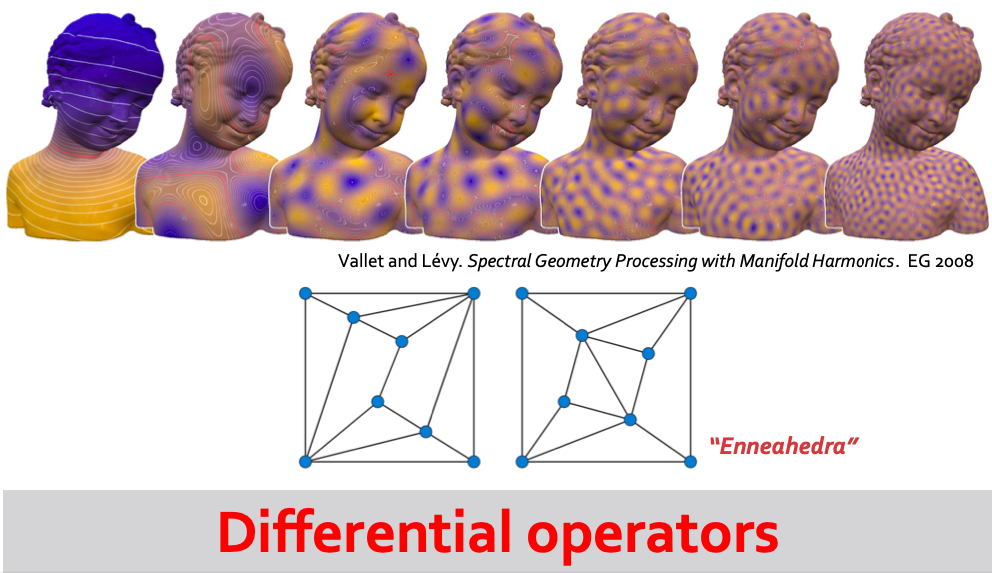 Vallet and Lévy. Spectral Geometry Processing with Manifold Harmonics. EG 2008
“Enneahedra”
Differential operators